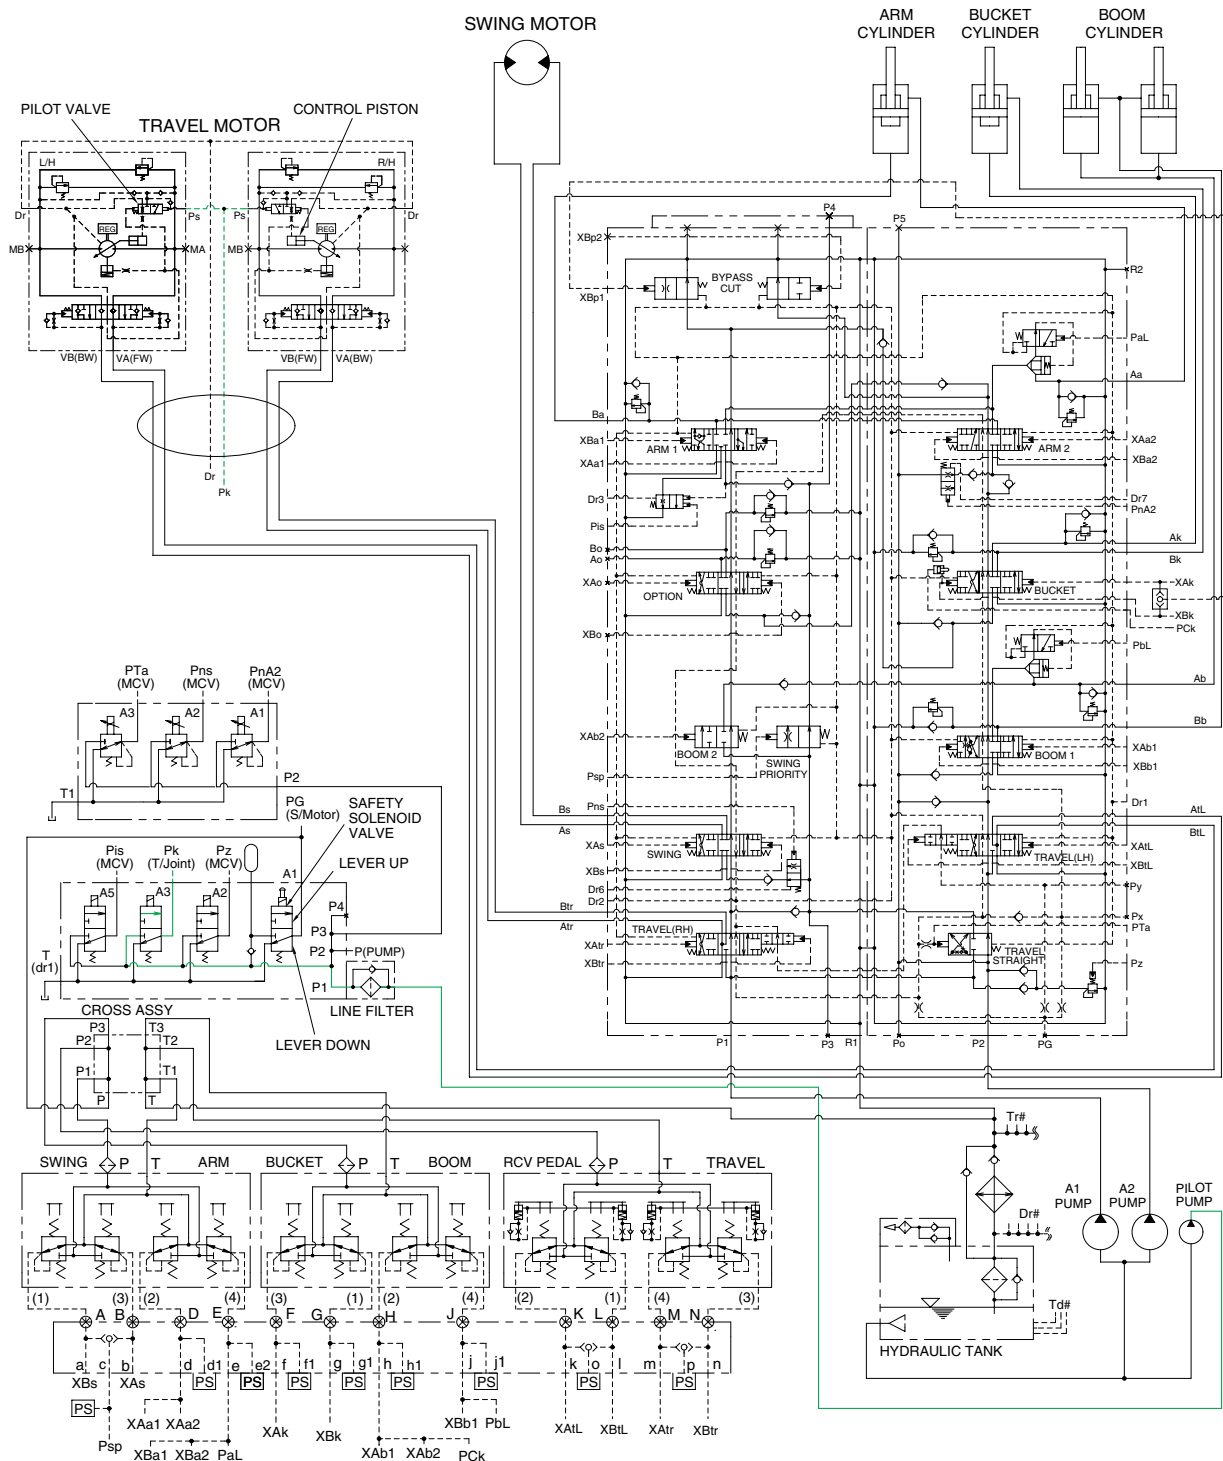 SWING MOTOR
ARM
CYLINDER
BUCKET
CYLINDER
BOOM
CYLINDER
PILOT VALVE
CONTROL PISTON
TRAVEL MOTOR
L/H
R/H
Dr
Ps
Ps
Dr
REG
REG
MB
MA
MB
VB(BW)
VA(FW)
VB(FW)
VA(BW)
Dr
Pk
P4
P5
XBp2
XBp1
BYPASS
CUT
R2
PaL
Aa
Ba
XBa1
XAa1
ARM 1
ARM 2
XAa2
XBa2
Dr3
Pis
Dr7
PnA2
Bo
Ao
Ak
Bk
XAo
OPTION
BUCKET
XAk
XBo
XBk
PCk
PbL
Ab
Bb
XAb2
BOOM 2
SWING
PRIORITY
BOOM 1
XAb1
XBb1
Psp
Pns
Bs
As
Dr1
AtL
BtL
XAs
SWING
TRAVEL(LH)
XAtL
XBs
XBtL
Dr6
Dr2
Py
Btr
Atr
TRAVEL(RH)
Px
PTa
XAtr
XBtr
TRAVEL
STRAIGHT
Pz
P1
P3
R1
Po
P2
PG
PTa
(MCV)
Pns
(MCV)
PnA2
(MCV)
A3
A2
A1
P2
T1
PG
(S/Motor)
SAFETY
SOLENOID
VALVE
LEVER UP
Pis
(MCV)
Pk
(T/Joint)
Pz
(MCV)
A1
A5
A3
A2
P4
P3
P2
P(PUMP)
T
(dr1)
P1
LINE FILTER
CROSS ASSY
LEVER DOWN
P3
T3
P2
T2
P1
T1
P
T
SWING
P
T
ARM
BUCKET
P
T
BOOM
RCV PEDAL
P
T
TRAVEL
(1)
(3)
(2)
(4)
(3)
(1)
(2)
(4)
(2)
(1)
(4)
(3)
A
B
D
E
F
G
H
J
K
L
M
N
a
c
b
d
d1
e
e2
f
f1
g
g1
h
h1
j
j1
k
o
l
m
p
n
XBs
XAs
PS
PS
PS
PS
PS
PS
PS
PS
PS
Psp
XAa1
XAa2
XBa1
XBa2
PaL
XAk
XBk
XAb1
XAb2
PCk
XBb1
PbL
XAtL
XBtL
XAtr
XBtr
Tr#
Dr#
Td#
A1
PUMP
A2
PUMP
PILOT
PUMP
HYDRAULIC TANK